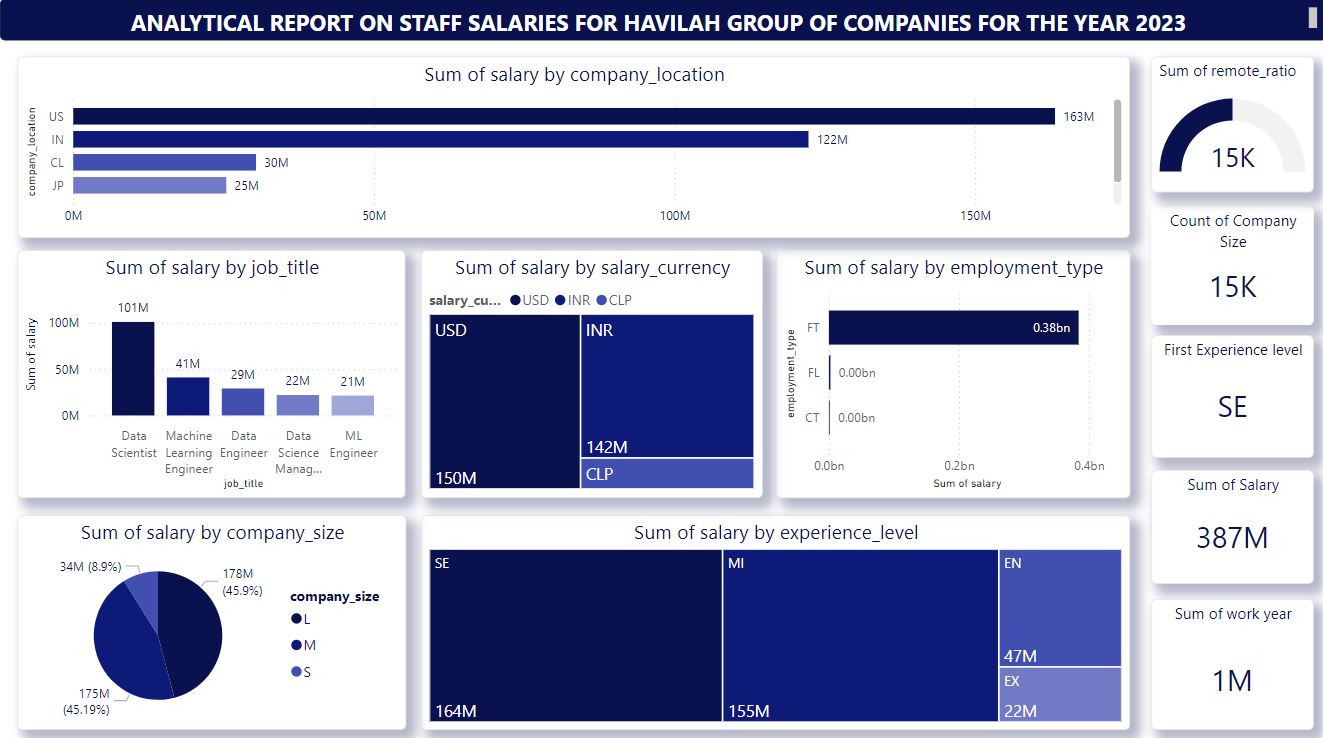 ANALYTICAL REPORT ON STAFF SALARIES FOR HAVILAH GROUP OF COMPANIES FOR THE YEAR 2023
Sum of salary by company_location
company_location
US
163M
IN
122M
CL
30M
JP
25M
0M
50M
100M
150M
Sum of remote_ratio
15K
Count of Company
Size
15K
First Experience level
SE
Sum of Salary
387M
Sum of work year
1M
Sum of salary by job_title
Sum of salary
100M
50M
0M
101M
41M
29M
22M
21M
Data
Scientist
Machine
Learning
Engineer
Data
Engineer
Data
Science
Manag...
ML
Engineer
job_title
Sum of salary by salary_currency
salary_cu...
USD
INR
CLP
USD
150M
INR
142M
CLP
Sum of salary by employment_type
employment_type
FT
0.38bn
FL
0.00bn
CT
0.00bn
0.0bn
0.2bn
0.4bn
Sum of salary
Sum of salary by company_size
34M (8.9%)
178M
(45.9%)
175M
(45.19%)
company_size
L
M
S
Sum of salary by experience_level
SE
164M
MI
155M
EN
47M
EX
22M